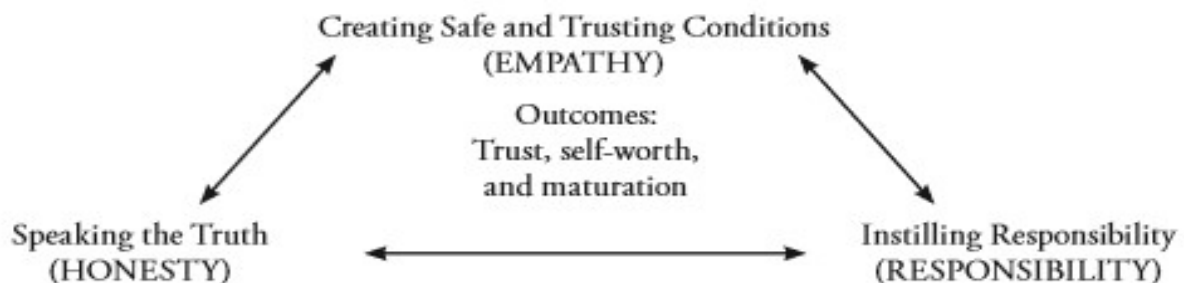 Creating Safe and Trusting Conditions
(EMPATHY)
Outcomes:
Trust, self-worth,
and maturation
Speaking the Truth
(HONESTY)
Instilling Responsibility
(RESPONSIBILITY)